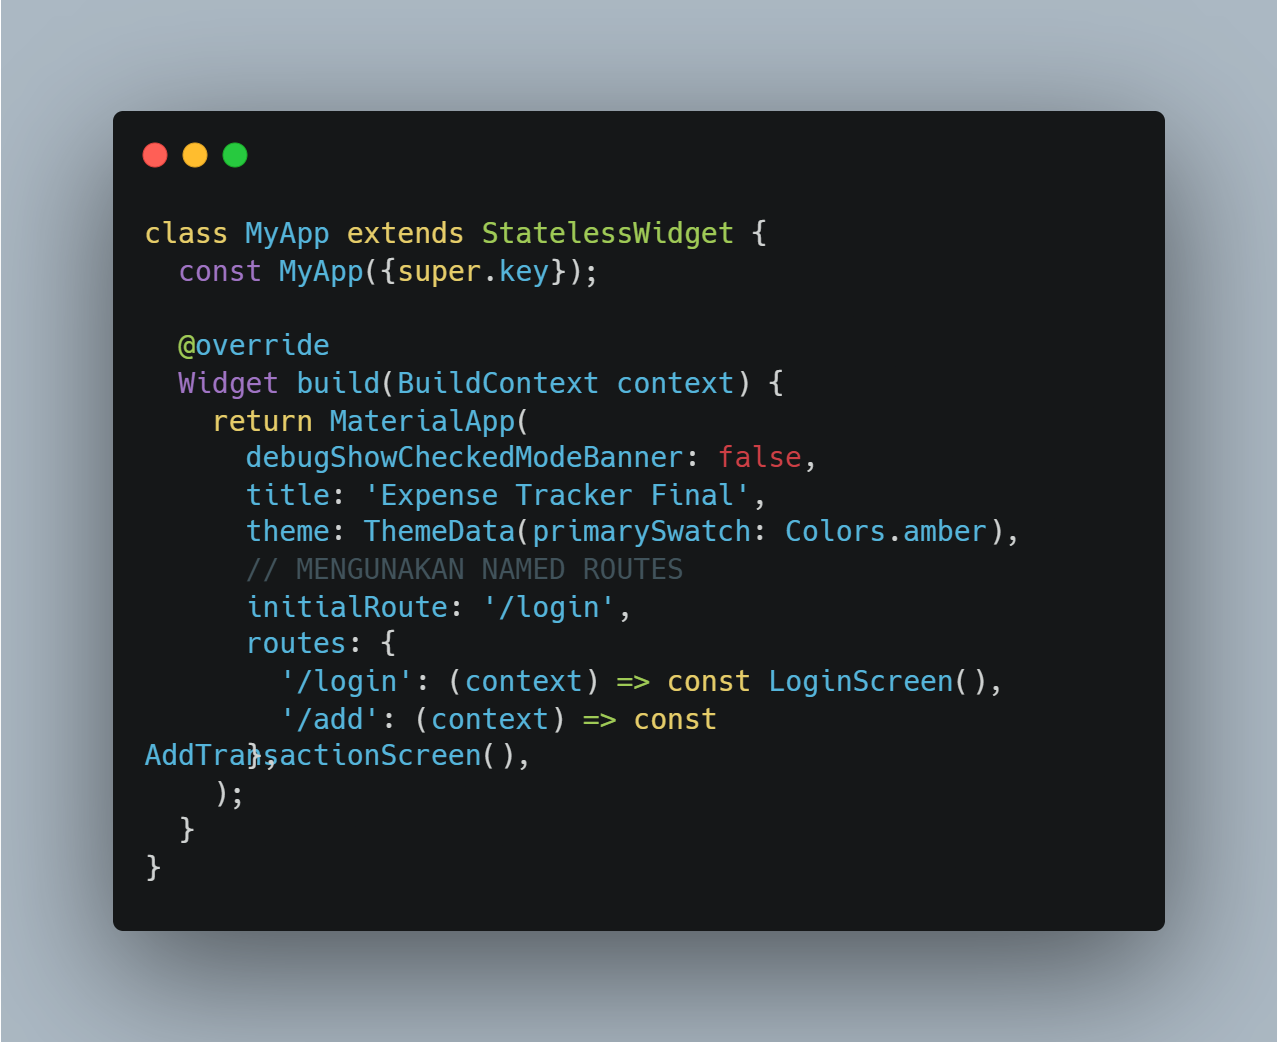 class MyApp extends StatelessWidget {
  const MyApp({super.key});

  @override
  Widget build(BuildContext context) {
    return MaterialApp(
      debugShowCheckedModeBanner: false,
      title: 'Expense Tracker Final',
      theme: ThemeData(primarySwatch: Colors.amber),
      // MENGUNAKAN NAMED ROUTES
      initialRoute: '/login',
      routes: {
        '/login': (context) => const LoginScreen(),
        '/add': (context) => const
AddTransactionScreen(),
      },
    );
  }
}